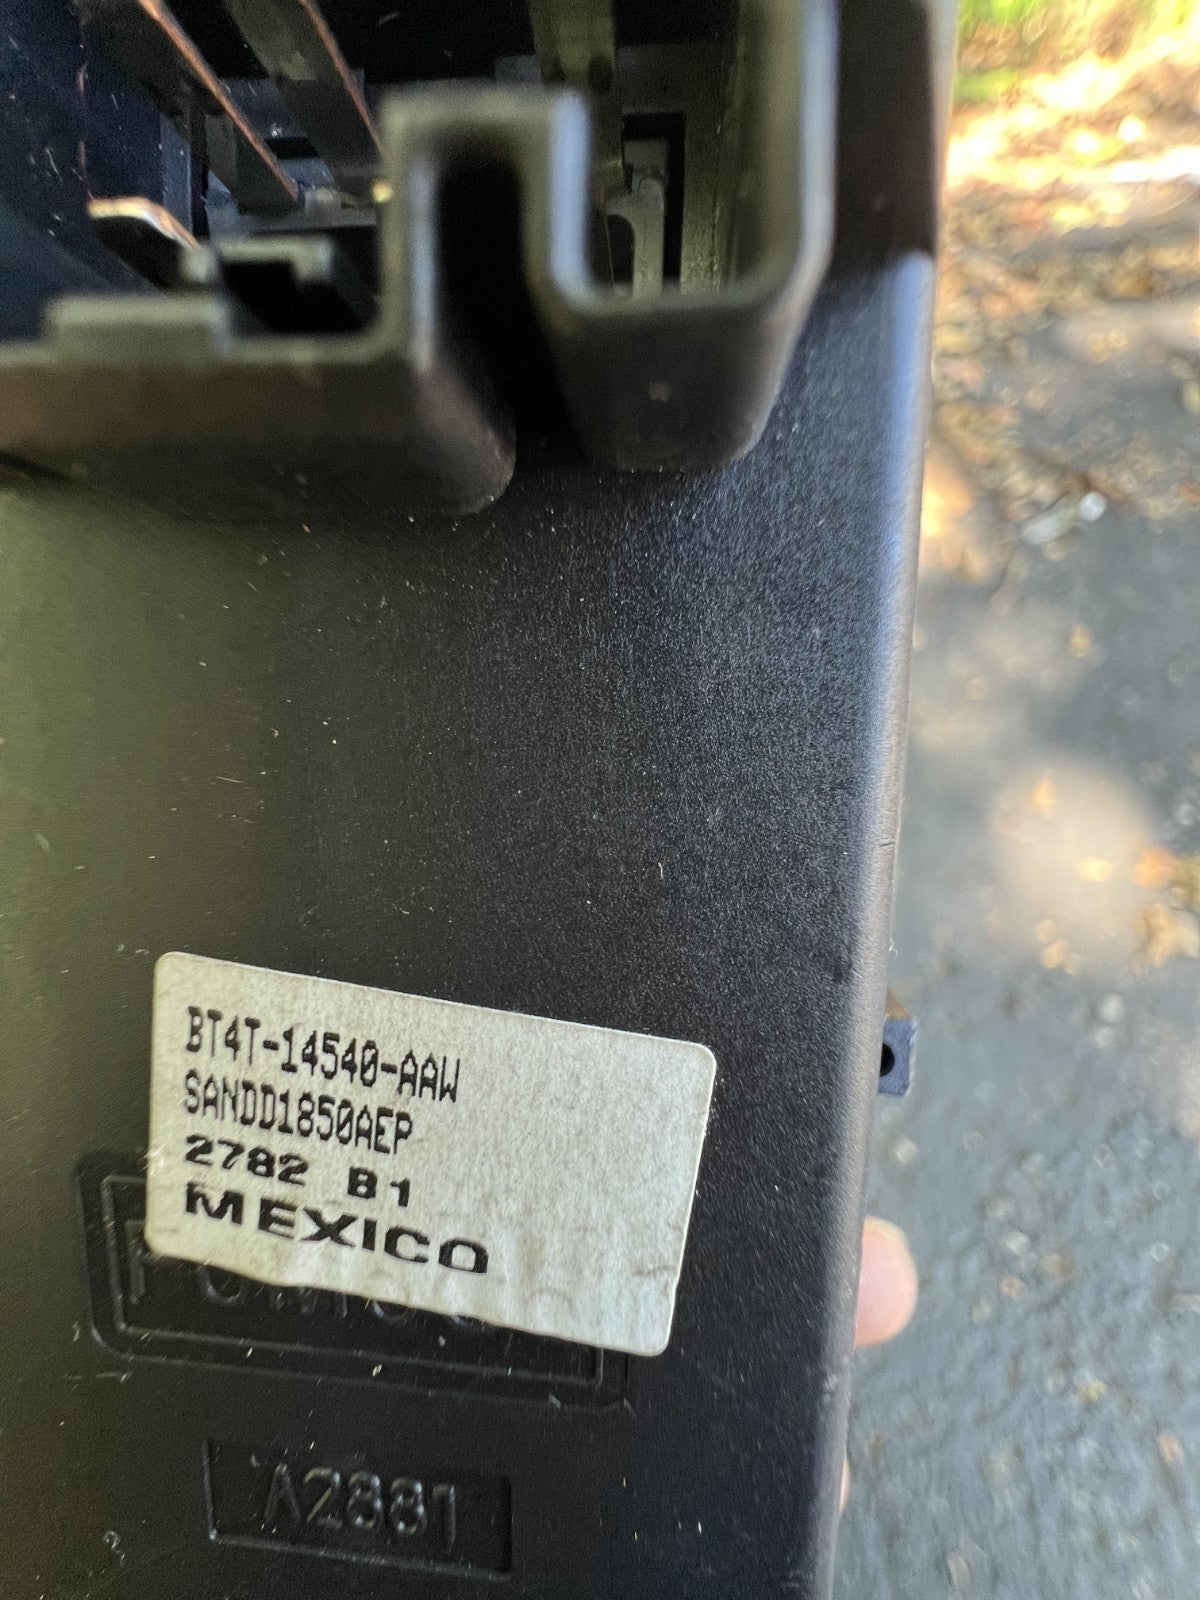 BT4T-14540-AAW
SANDD1850AEP
2782 B1
MEXICO
A2881